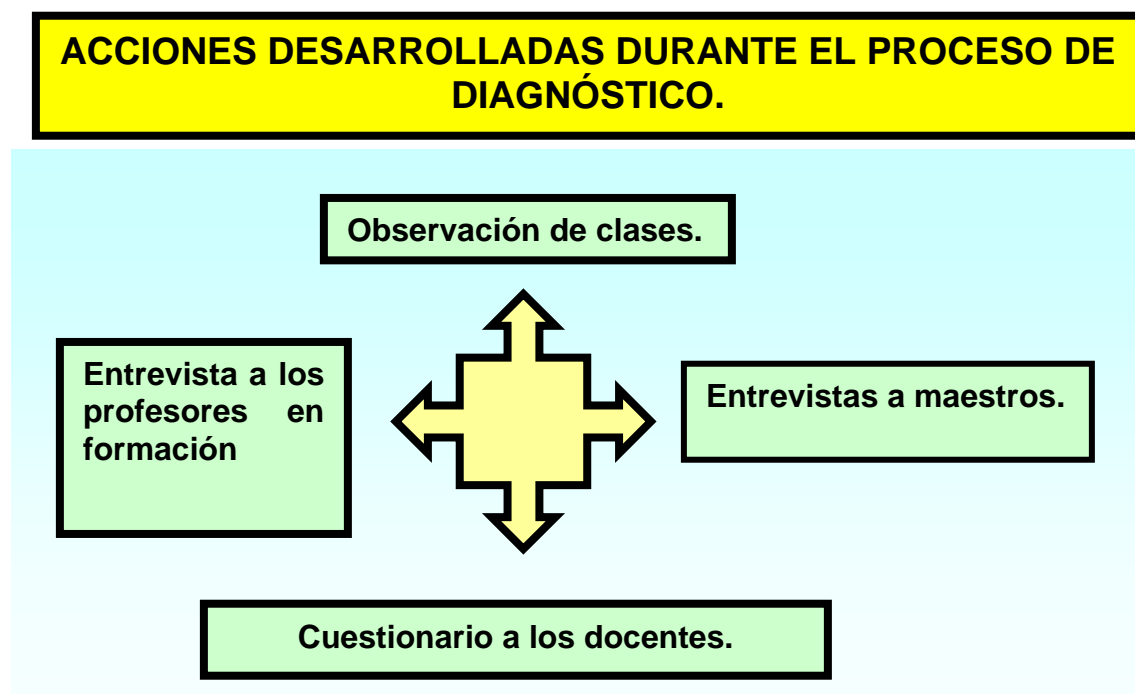 ACCIONES DESARROLLADAS DURANTE EL PROCESO DE
DIAGNÓSTICO.
Observación de clases.
Entrevista a los
profesores en
formación
Entrevistas a maestros.
Cuestionario a los docentes.